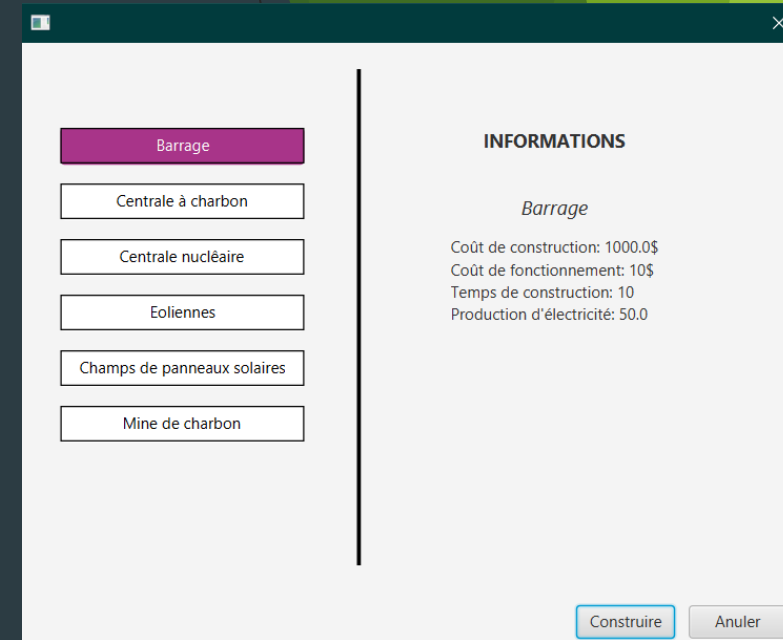 Barrage
Centrale à charbon
Centrale nuclêaire
Eoliennes
Champs de panneaux solaires
Mine de charbon
INFORMATIONS
Barrage
Coût de construction: 1000.0$
Coût de fonctionnement: 10$
Temps de construction: 10
Production d'électricité: 50.0
Construire
Anuler